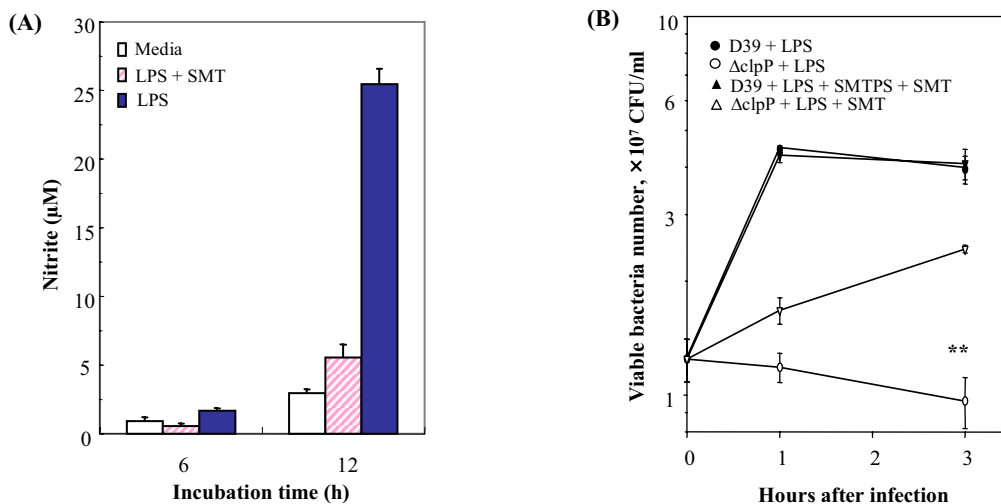 (A)
30
25
20
15
25
5
0
Nitrite (μM)
Media
LPS + SMT
LPS
6
12
Incubation time (h)
(B)
10
6
3
1
Viable bacteria number, ×10⁷ CFU/ml
D39 + LPS
ΔclpP + LPS
D39 + LPS + SMTPS + SMT
ΔclpP + LPS + SMT
**
0
1
2
3
Hours after infection